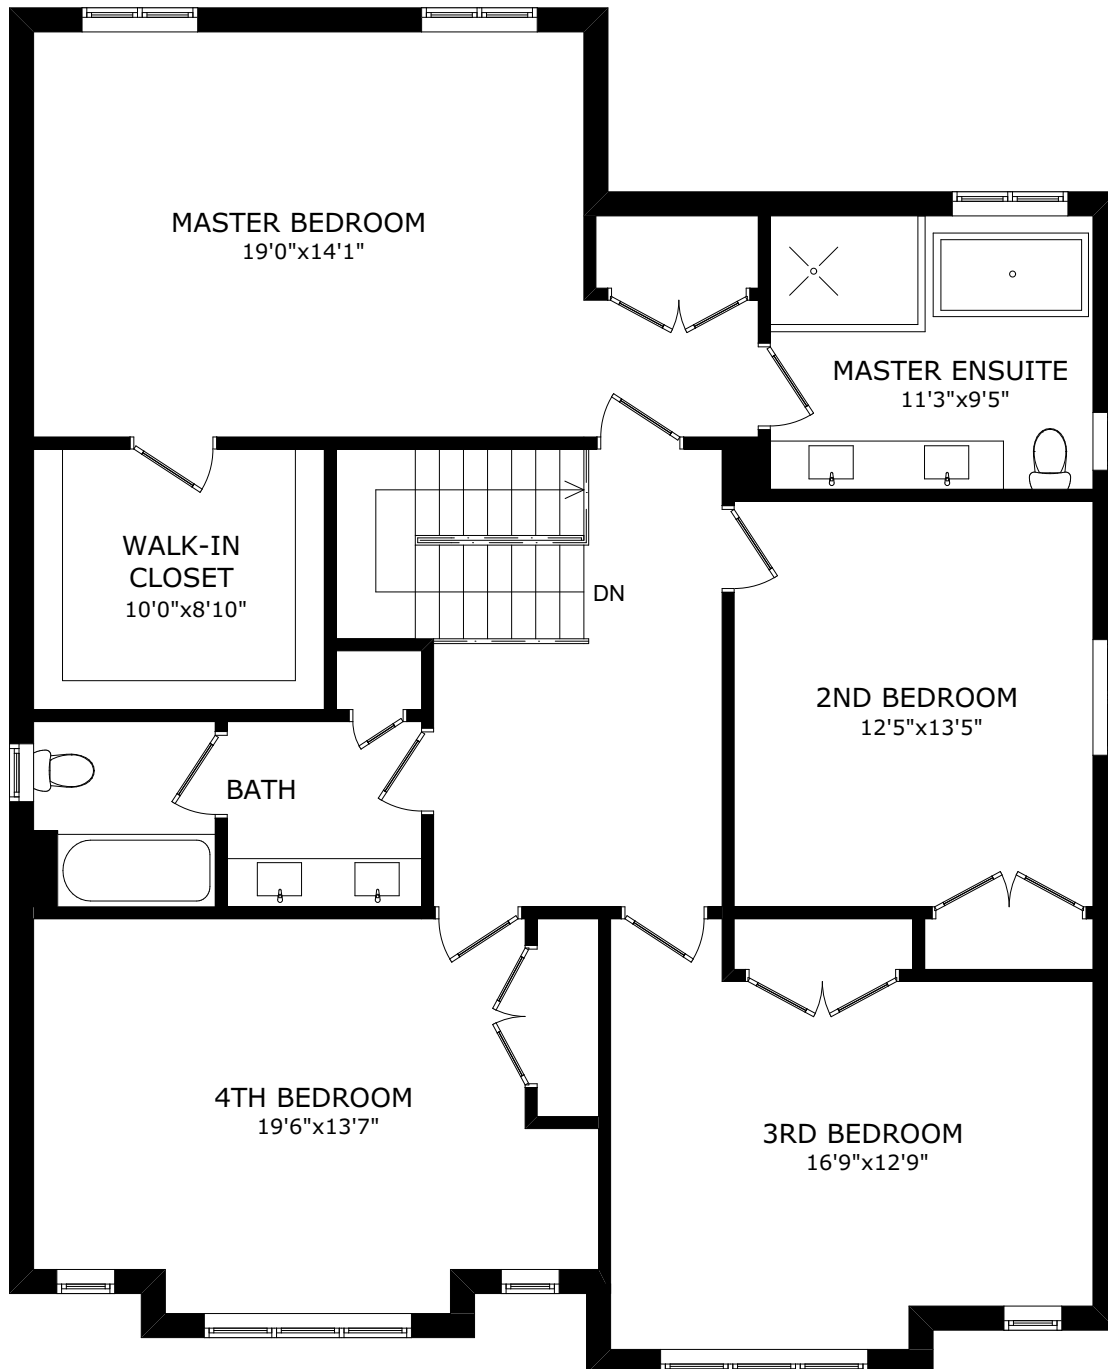 MASTER BEDROOM
19'0"x14'1"
MASTER ENSUITE
11'3"x9'5"
WALK-IN
CLOSET
10'0"x8'10"
DN
2ND BEDROOM
12'5"x13'5"
BATH
4TH BEDROOM
19'6"x13'7"
3RD BEDROOM
16'9"x12'9"